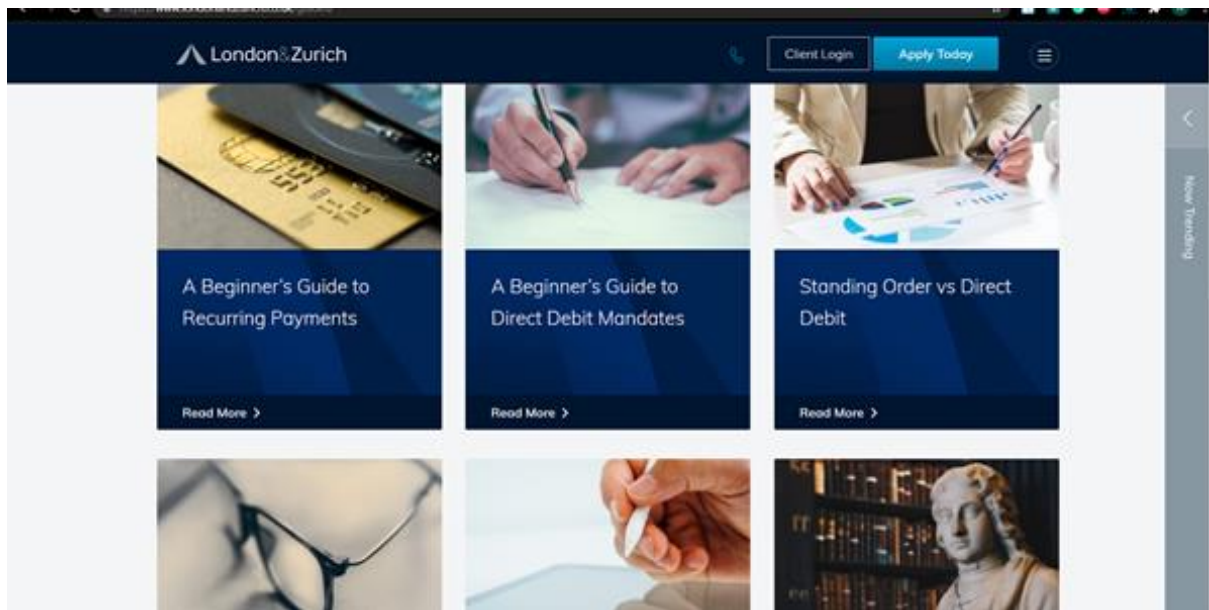 London&Zurich
Client Login
Apply Today
Now Trending
A Beginner's Guide to
Recurring Payments
A Beginner's Guide to
Direct Debit Mandates
Standing Order vs Direct
Debit
Read More >
Read More >
Read More >